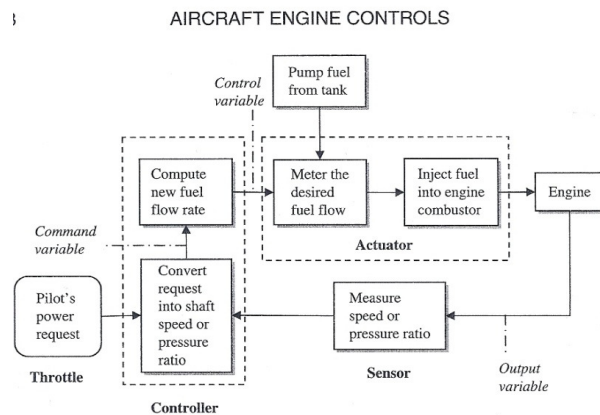 AIRCRAFT ENGINE CONTROLS
Pump fuel
from tank
Control
variable
Compute
new fuel
flow rate
Meter the
desired
fuel flow
Inject fuel
into engine
combustor
Engine
Actuator
Command
variable
Pilot's
power
request
Throttle
Convert
request
into shaft
speed or
pressure
ratio
Controller
Measure
speed or
pressure ratio
Sensor
Output
variable